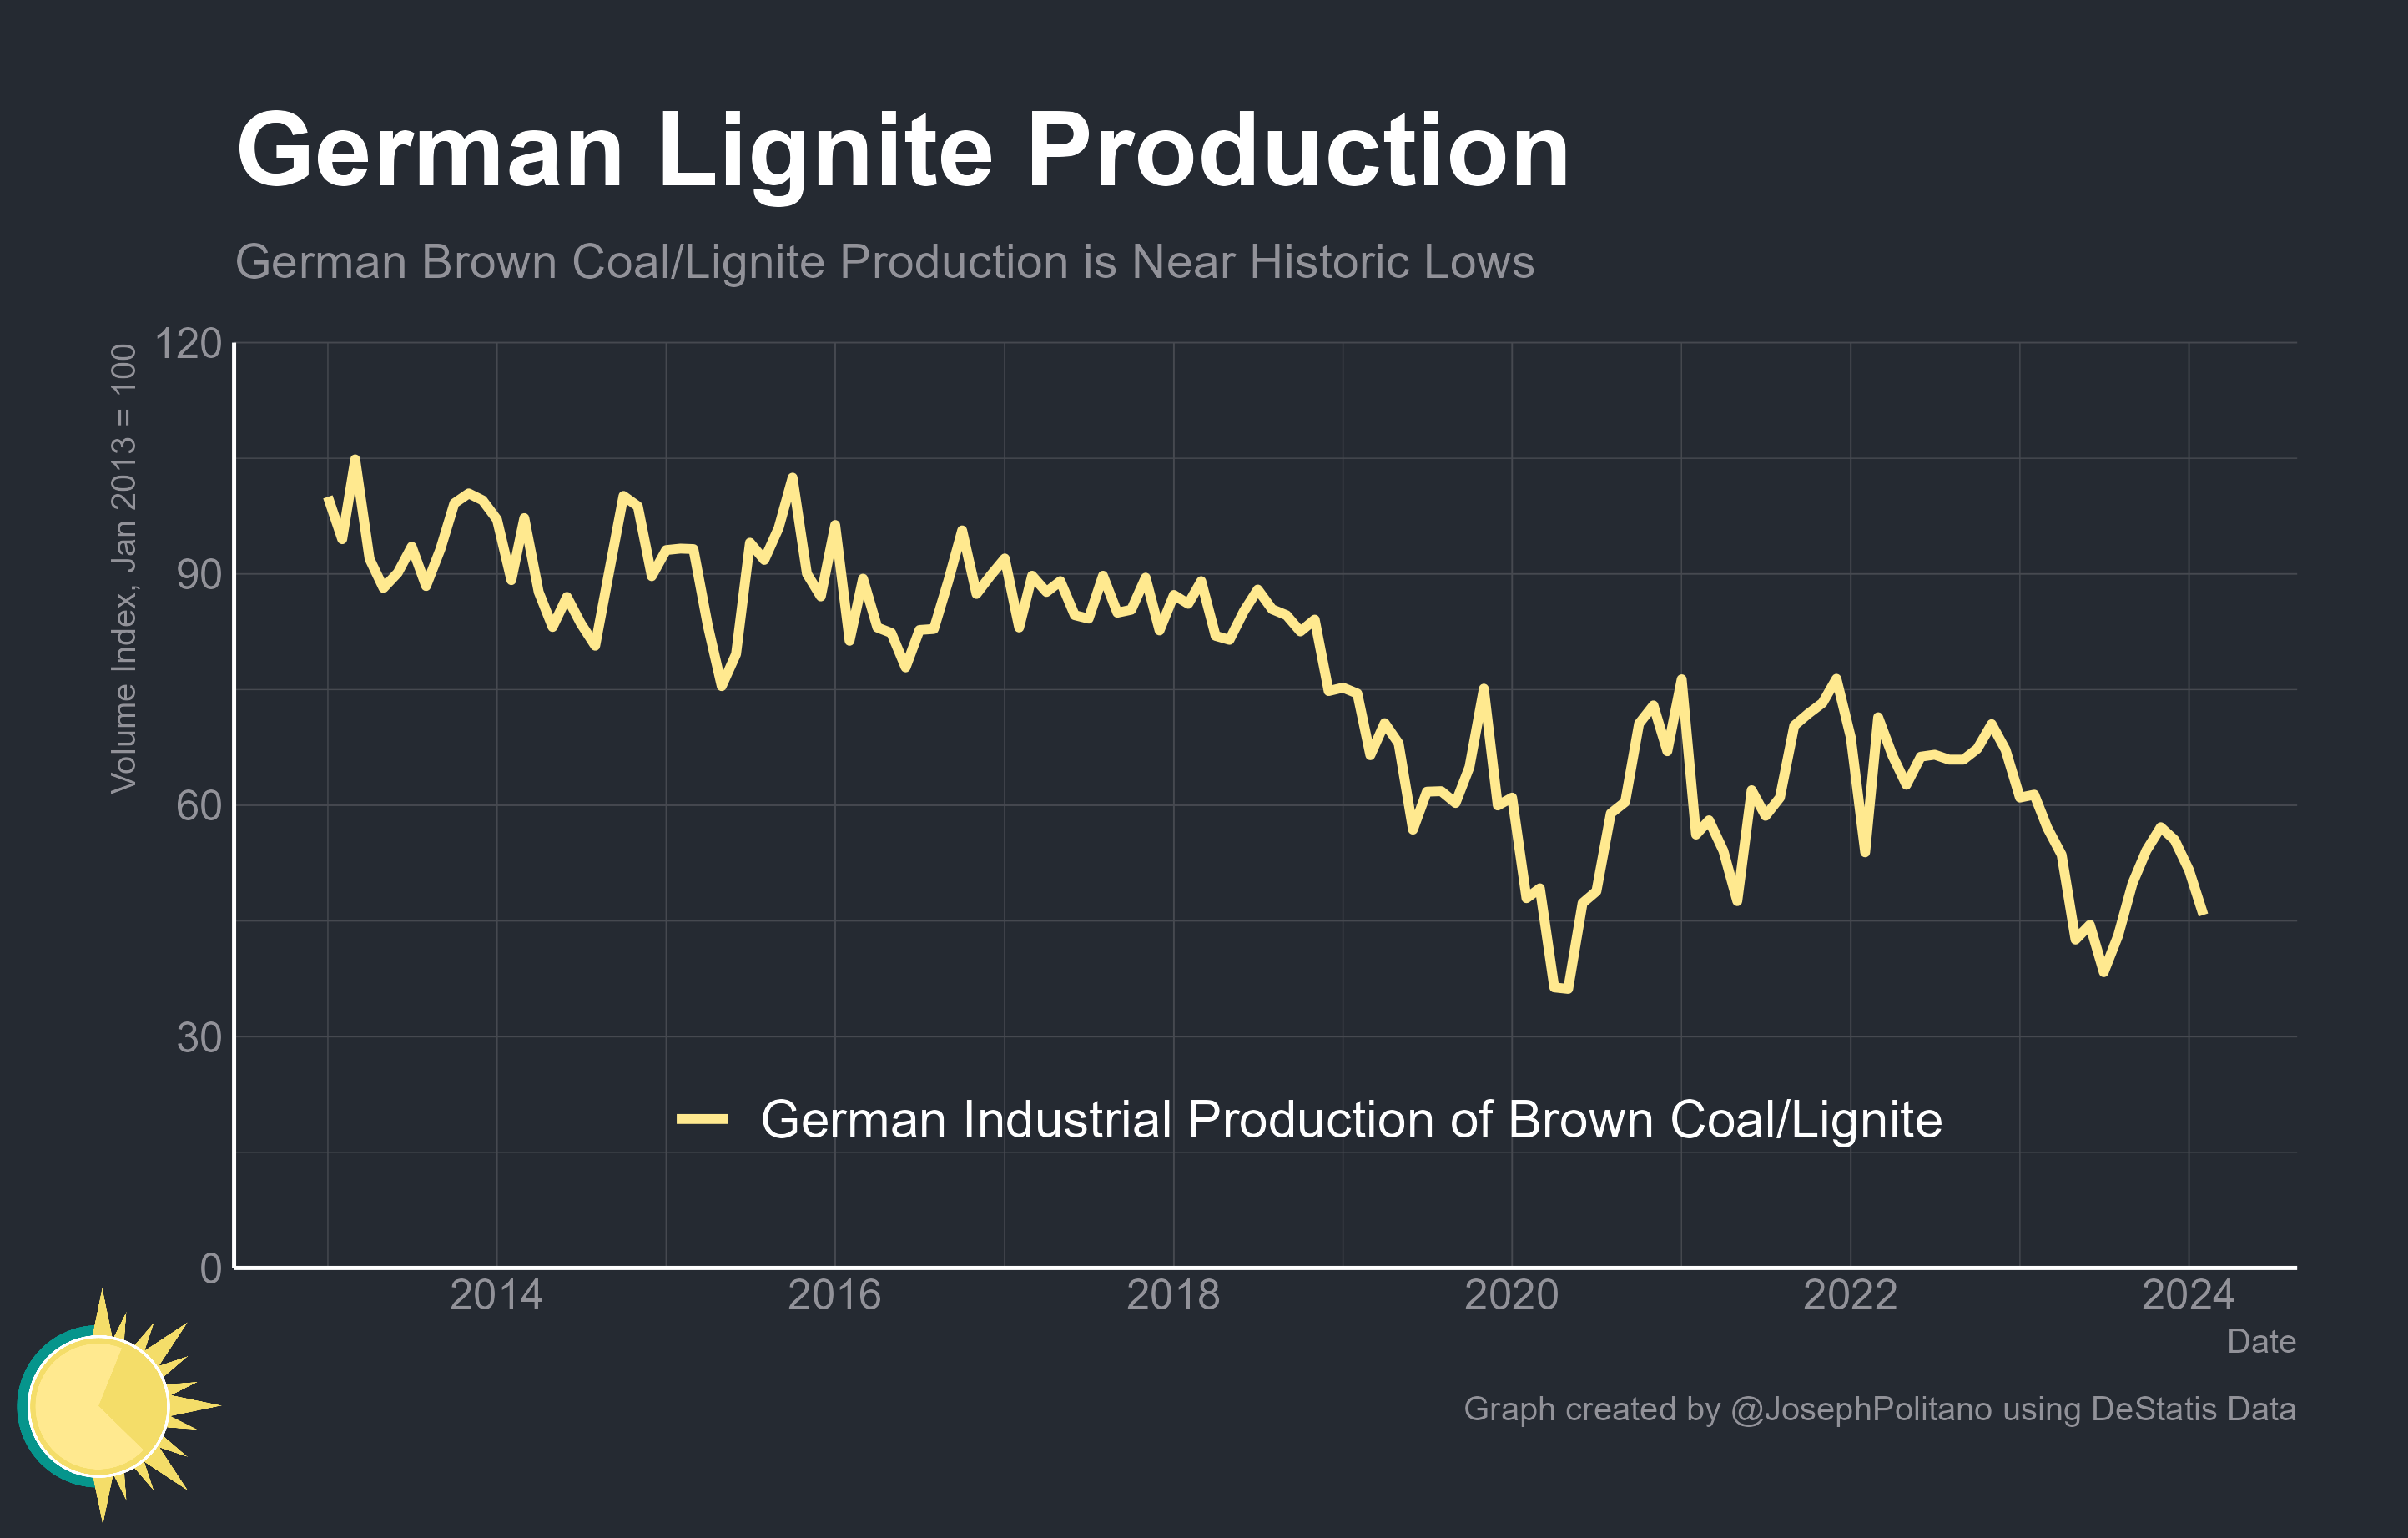 German Lignite Production
German Brown Coal/Lignite Production is Near Historic Lows
Volume Index, Jan 2013 = 100
120
90
60
30
0
German Industrial Production of Brown Coal/Lignite
2014 2016 2018 2020 2022 2024
Date
Graph created by @JosephPolitano using DeStatis Data